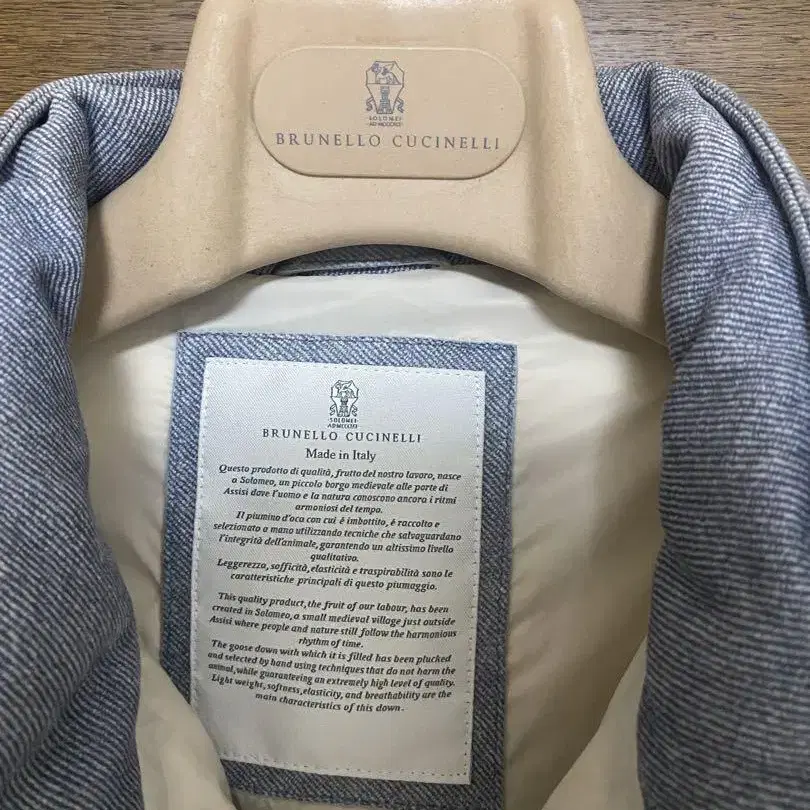 SOLOMEI
BRUNELLO CUCINELLI
SOLOMEI
AD MCCCXCI
BRUNELLO CUCINELLI
Made in Italy
Questo prodotto di qualità, frutto del nostro lavoro, nasce
a Solomeo, un piccolo borgo medievale alle porte di
Assisi dove l'uomo e la natura conoscono ancora i ritmi
armoniosi del tempo.
Il piumino d'oca con cui è imbottito, è raccolto e
selezionato a mano utilizzando tecniche che salvaguardano
l'integrità dell'animale, garantendo un altissimo livello
qualitativo.
Leggerezza, sofficità, elasticità e traspirabilità sono le
caratteristiche principali di questo piumaggio.
This quality product, the fruit of our labour, has been
created in Solomeo, a small medieval village just outside
Assisi where people and nature still follow the harmonious
rhythm of time.
The goose down with which it is filled has been plucked
and selected by hand using techniques that do not harm the
animal, while guaranteeing an extremely high level of quality.
Light weight, softness, elasticity, and breathability are the
main characteristics of this down.